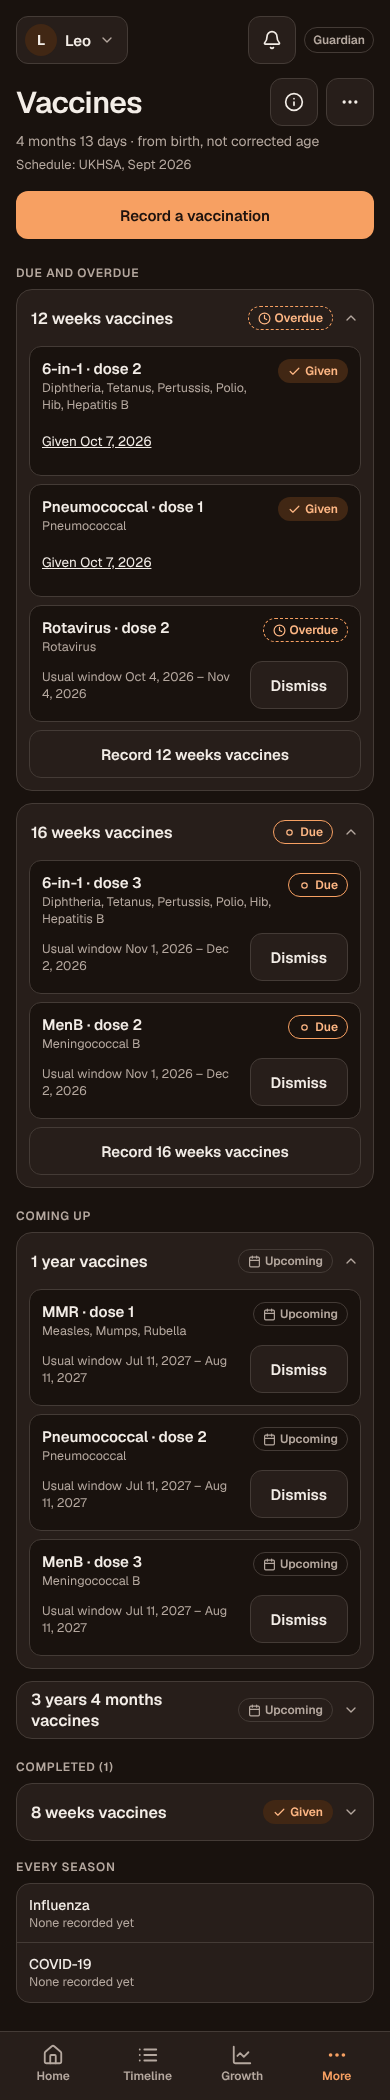 L Leo
Guardian
Vaccines
4 months 13 days · from birth, not corrected age
Schedule: UKHSA, Sept 2026
Record a vaccination
DUE AND OVERDUE
12 weeks vaccines
Overdue
6-in-1 · dose 2
Given
Diphtheria, Tetanus, Pertussis, Polio,
Hib, Hepatitis B
Given Oct 7, 2026
Pneumococcal · dose 1
Given
Pneumococcal
Given Oct 7, 2026
Rotavirus · dose 2
Overdue
Rotavirus
Usual window Oct 4, 2026 – Nov
4, 2026
Dismiss
Record 12 weeks vaccines
16 weeks vaccines
Due
6-in-1 · dose 3
Due
Diphtheria, Tetanus, Pertussis, Polio, Hib,
Hepatitis B
Usual window Nov 1, 2026 – Dec
2, 2026
Dismiss
MenB · dose 2
Due
Meningococcal B
Usual window Nov 1, 2026 – Dec
2, 2026
Dismiss
Record 16 weeks vaccines
COMING UP
1 year vaccines
Upcoming
MMR · dose 1
Upcoming
Measles, Mumps, Rubella
Usual window Jul 11, 2027 – Aug
11, 2027
Dismiss
Pneumococcal · dose 2
Upcoming
Pneumococcal
Usual window Jul 11, 2027 – Aug
11, 2027
Dismiss
MenB · dose 3
Upcoming
Meningococcal B
Usual window Jul 11, 2027 – Aug
11, 2027
Dismiss
3 years 4 months
vaccines
Upcoming
COMPLETED (1)
8 weeks vaccines
Given
EVERY SEASON
Influenza
None recorded yet
COVID-19
None recorded yet
Home
Timeline
Growth
More